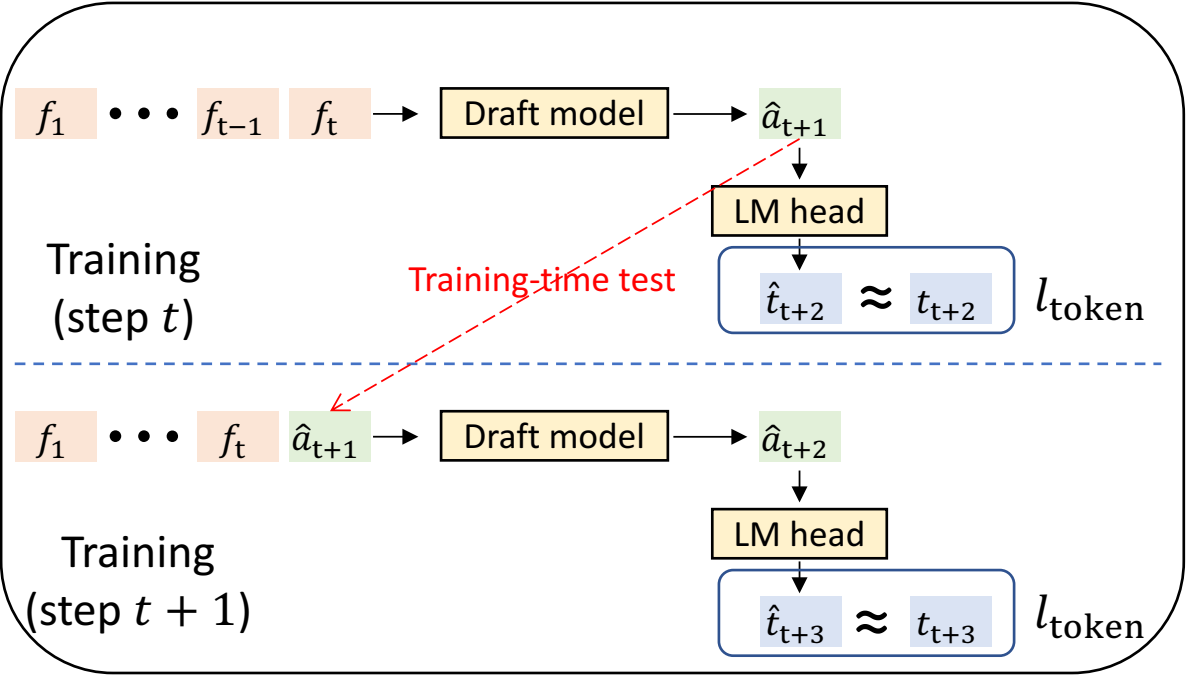 f₁ • • • fₜ₋₁ fₜ Draft model âₜ₊₁
LM head
Training
(step t)
Training-time test
t̂ₜ₊₂ ≈ tₜ₊₂ lₜₒₖₑₙ
f₁ • • • fₜ âₜ₊₁ Draft model âₜ₊₂
LM head
Training
(step t + 1)
t̂ₜ₊₃ ≈ tₜ₊₃ lₜₒₖₑₙ